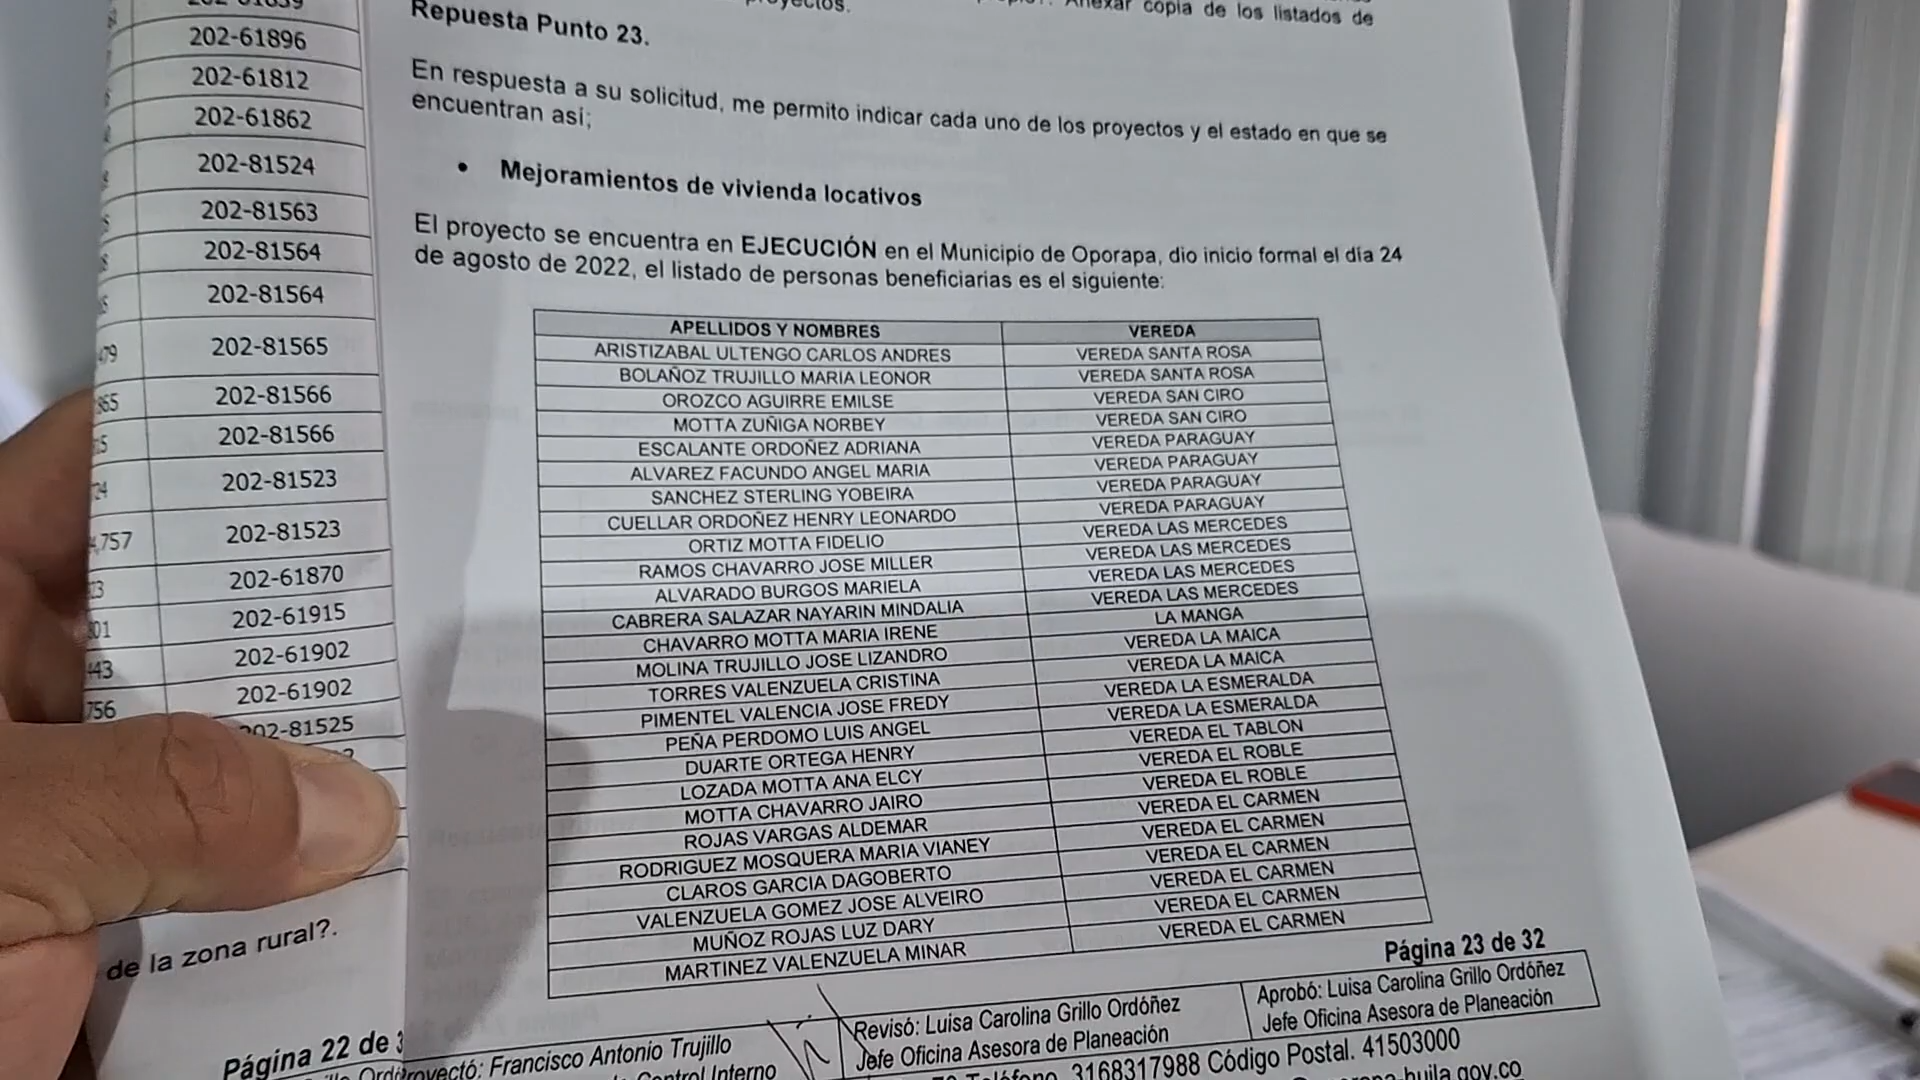 202-61896
202-61812
202-61862
202-81524
202-81563
202-81564
202-81564
202-81565
202-81566
202-81566
202-81523
202-81523
202-61870
202-61915
202-61902
202-61902
202-81525
de la zona rural?.
Página 22 de
Anexar copia de los listados de
Repuesta Punto 23.
En respuesta a su solicitud, me permito indicar cada uno de los proyectos y el estado en que se
encuentran así;
• Mejoramientos de vivienda locativos
El proyecto se encuentra en EJECUCIÓN en el Municipio de Oporapa, dio inicio formal el día 24
de agosto de 2022, el listado de personas beneficiarias es el siguiente:
APELLIDOS Y NOMBRES VEREDA
ARISTIZABAL ULTENGO CARLOS ANDRES VEREDA SANTA ROSA
BOLAÑOZ TRUJILLO MARIA LEONOR VEREDA SANTA ROSA
OROZCO AGUIRRE EMILSE VEREDA SAN CIRO
MOTTA ZUÑIGA NORBEY VEREDA SAN CIRO
ESCALANTE ORDOÑEZ ADRIANA VEREDA PARAGUAY
ALVAREZ FACUNDO ANGEL MARIA VEREDA PARAGUAY
SANCHEZ STERLING YOBEIRA VEREDA PARAGUAY
CUELLAR ORDOÑEZ HENRY LEONARDO VEREDA PARAGUAY
ORTIZ MOTTA FIDELIO VEREDA LAS MERCEDES
RAMOS CHAVARRO JOSE MILLER VEREDA LAS MERCEDES
ALVARADO BURGOS MARIELA VEREDA LAS MERCEDES
CABRERA SALAZAR NAYARIN MINDALIA VEREDA LAS MERCEDES
CHAVARRO MOTTA MARIA IRENE LA MANGA
MOLINA TRUJILLO JOSE LIZANDRO VEREDA LA MAICA
TORRES VALENZUELA CRISTINA VEREDA LA MAICA
PIMENTEL VALENCIA JOSE FREDY VEREDA LA ESMERALDA
PEÑA PERDOMO LUIS ANGEL VEREDA LA ESMERALDA
DUARTE ORTEGA HENRY VEREDA EL TABLON
LOZADA MOTTA ANA ELCY VEREDA EL ROBLE
MOTTA CHAVARRO JAIRO VEREDA EL ROBLE
ROJAS VARGAS ALDEMAR VEREDA EL CARMEN
RODRIGUEZ MOSQUERA MARIA VIANEY VEREDA EL CARMEN
CLAROS GARCIA DAGOBERTO VEREDA EL CARMEN
VALENZUELA GOMEZ JOSE ALVEIRO VEREDA EL CARMEN
MUÑOZ ROJAS LUZ DARY VEREDA EL CARMEN
MARTINEZ VALENZUELA MINAR VEREDA EL CARMEN
Página 23 de 32
Francisco Antonio Trujillo
Control Interno
Revisó: Luisa Carolina Grillo Ordóñez
Jefe Oficina Asesora de Planeación
Aprobó: Luisa Carolina Grillo Ordóñez
Jefe Oficina Asesora de Planeación
3168317988 Código Postal. 41503000